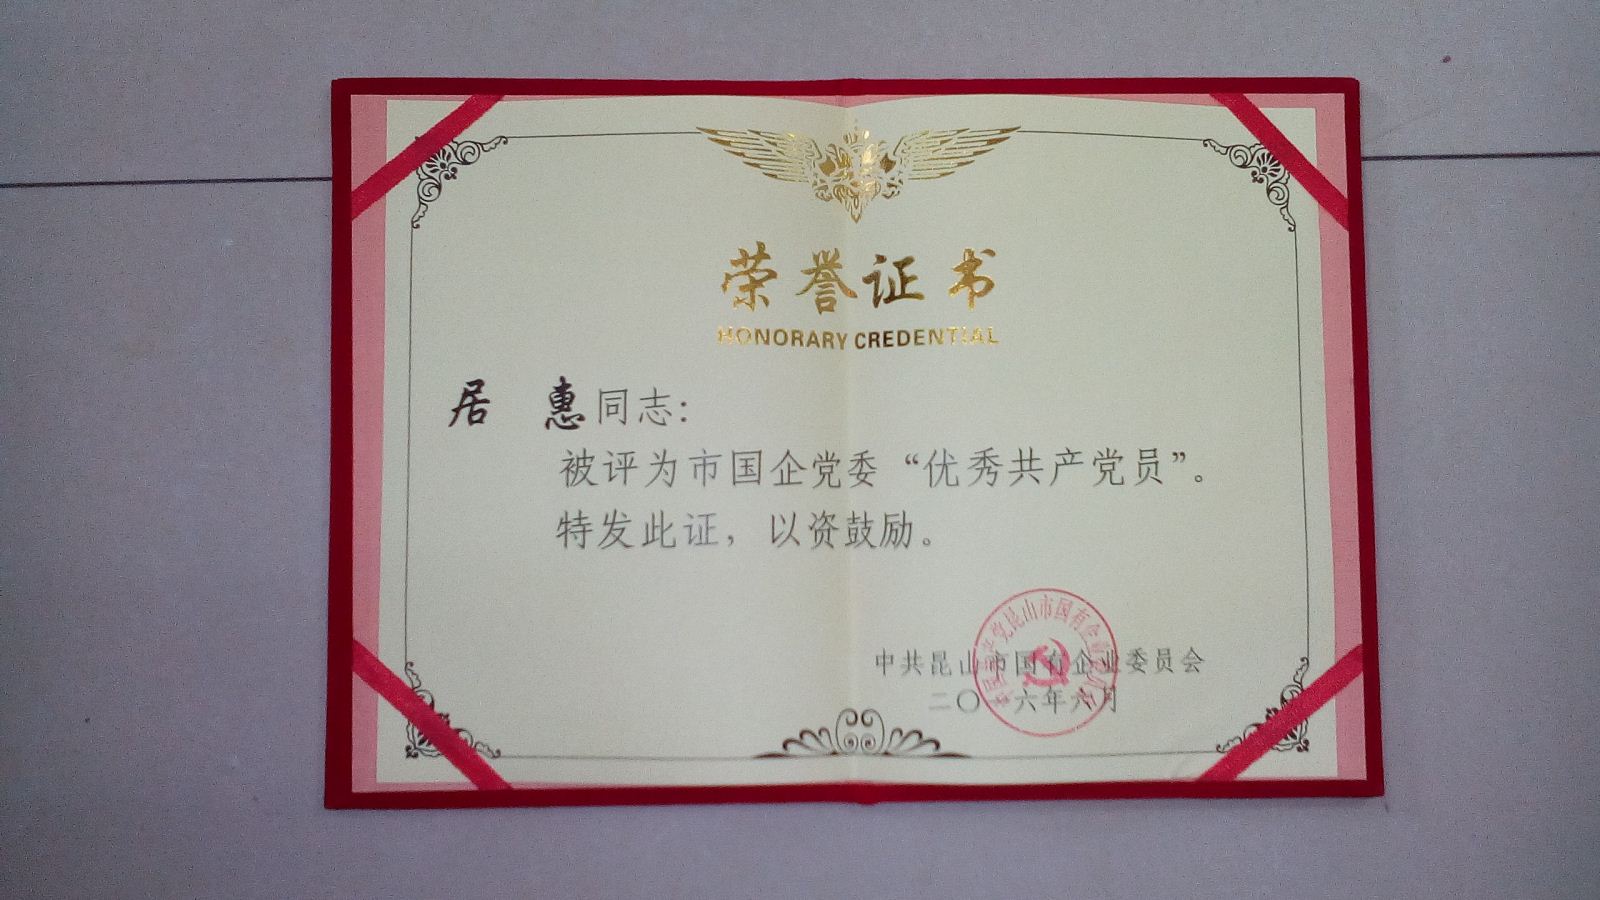 荣誉证书
HONORARY CREDENTIAL
居 惠同志：
被评为市国企党委“优秀共产党员”。
特发此证，以资鼓励。
中共昆山市国有企业委员会
二〇一六年六月